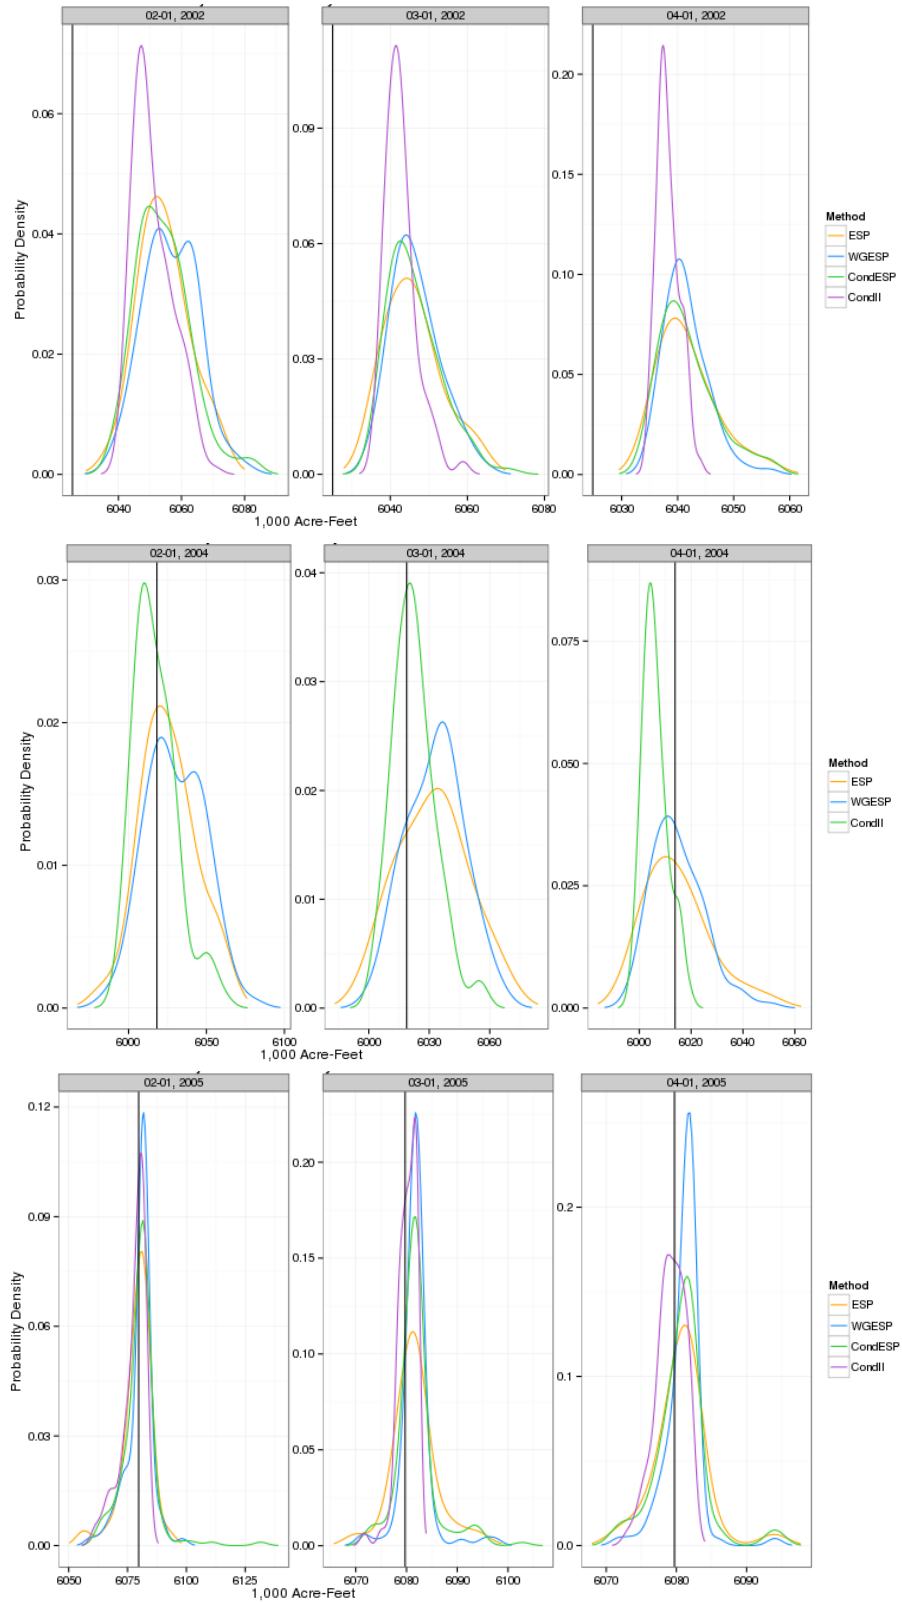 02-01, 2002
03-01, 2002
04-01, 2002
0.06
0.04
0.02
0.00
0.09
0.06
0.03
0.00
0.20
0.15
0.10
0.05
0.00
Probability Density
6040 6060 6080
6040 6060 6080
6030 6040 6050 6060
1,000 Acre-Feet
Method
ESP
WGESP
CondESP
CondII
02-01, 2004
03-01, 2004
04-01, 2004
0.03
0.02
0.01
0.00
0.04
0.03
0.02
0.01
0.00
0.075
0.050
0.025
0.000
Probability Density
6000 6050 6100
6000 6030 6060
6000 6020 6040 6060
1,000 Acre-Feet
Method
ESP
WGESP
CondII
02-01, 2005
03-01, 2005
04-01, 2005
0.12
0.09
0.06
0.03
0.00
0.20
0.15
0.10
0.05
0.00
0.2
0.1
0.0
Probability Density
6050 6075 6100 6125
6070 6080 6090 6100
6070 6080 6090
1,000 Acre-Feet
Method
ESP
WGESP
CondESP
CondII